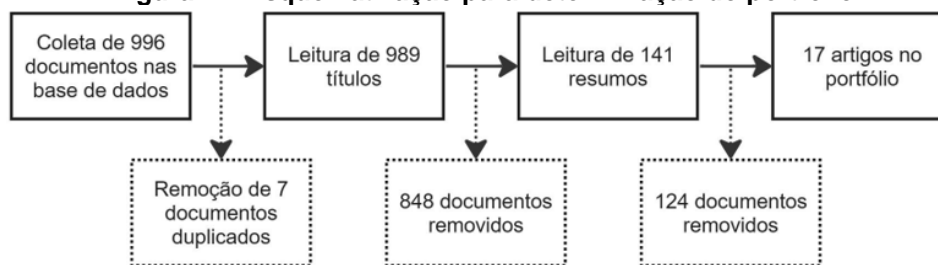 Coleta de 996
documentos nas
base de dados
Leitura de 989
títulos
Leitura de 141
resumos
17 artigos no
portfólio
Remoção de 7
documentos
duplicados
848 documentos
removidos
124 documentos
removidos